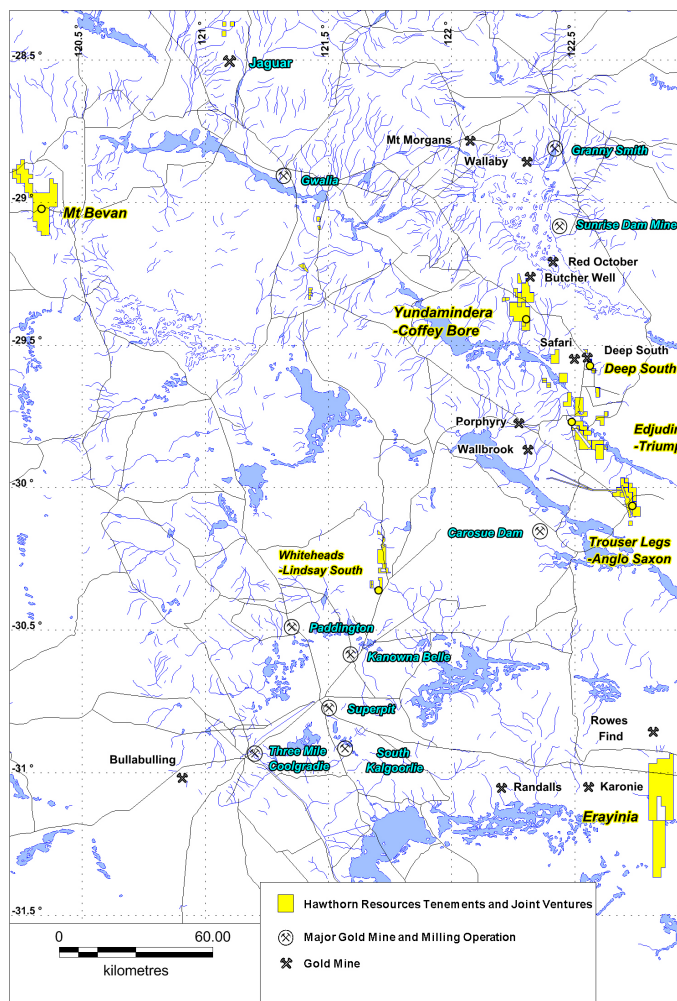 120.5 °
121 °
121.5 °
122 °
122.5 °
-28.5 °
Jaguar
Mt Morgans
Wallaby
Granny Smith
Gwalia
-29 °
Mt Bevan
Sunrise Dam Mine
Red October
Butcher Well
Yundamindera
-Coffey Bore
-29.5 °
Safari
Deep South
Deep South
Porphyry
Edjudin
-Triump
Wallbrook
-30 °
Carosue Dam
Trouser Legs
-Anglo Saxon
Whiteheads
-Lindsay South
-30.5 °
Paddington
Kanowna Belle
Superpit
Rowes
Find
Bullabulling
Three Mile
Coolgradie
South
Kalgoorlie
-31 °
Randalls
Karonie
Erayinia
-31.5 °
Hawthorn Resources Tenements and Joint Ventures
Major Gold Mine and Milling Operation
Gold Mine
0
60.00
kilometres